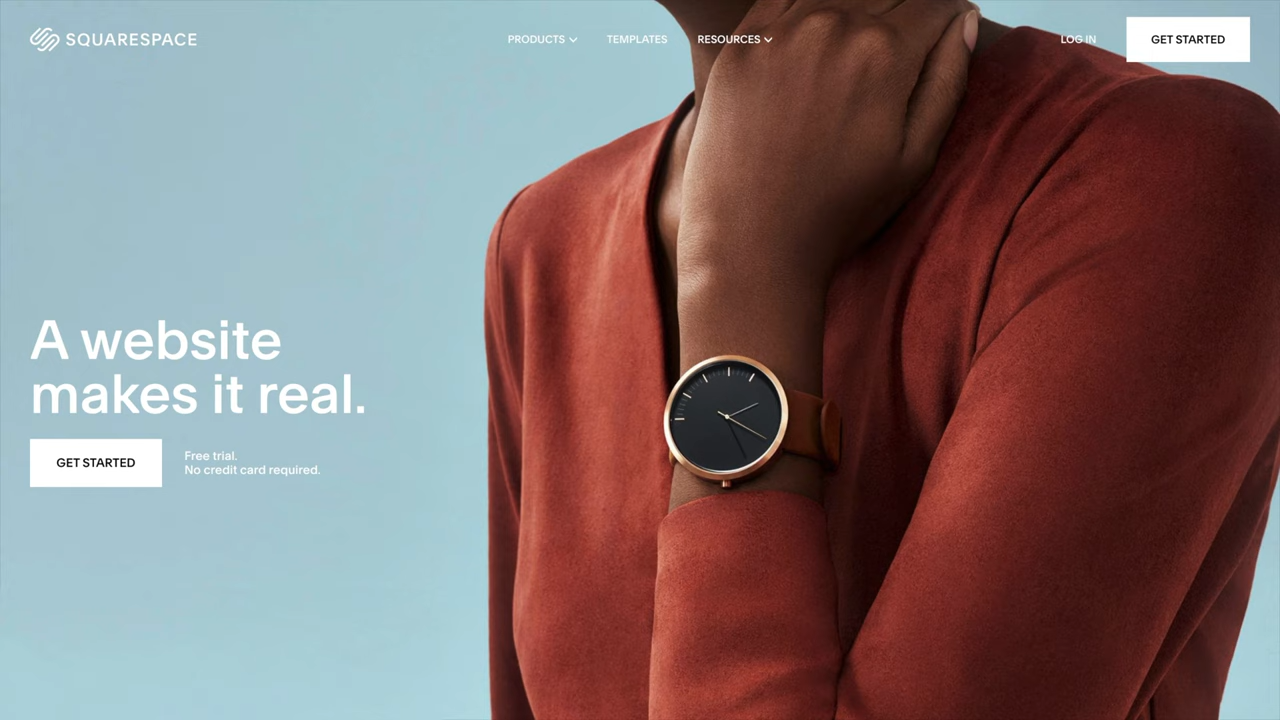 SQUARESPACE
PRODUCTS
TEMPLATES
RESOURCES
LOG IN
GET STARTED
A website
makes it real.
GET STARTED
Free trial.
No credit card required.